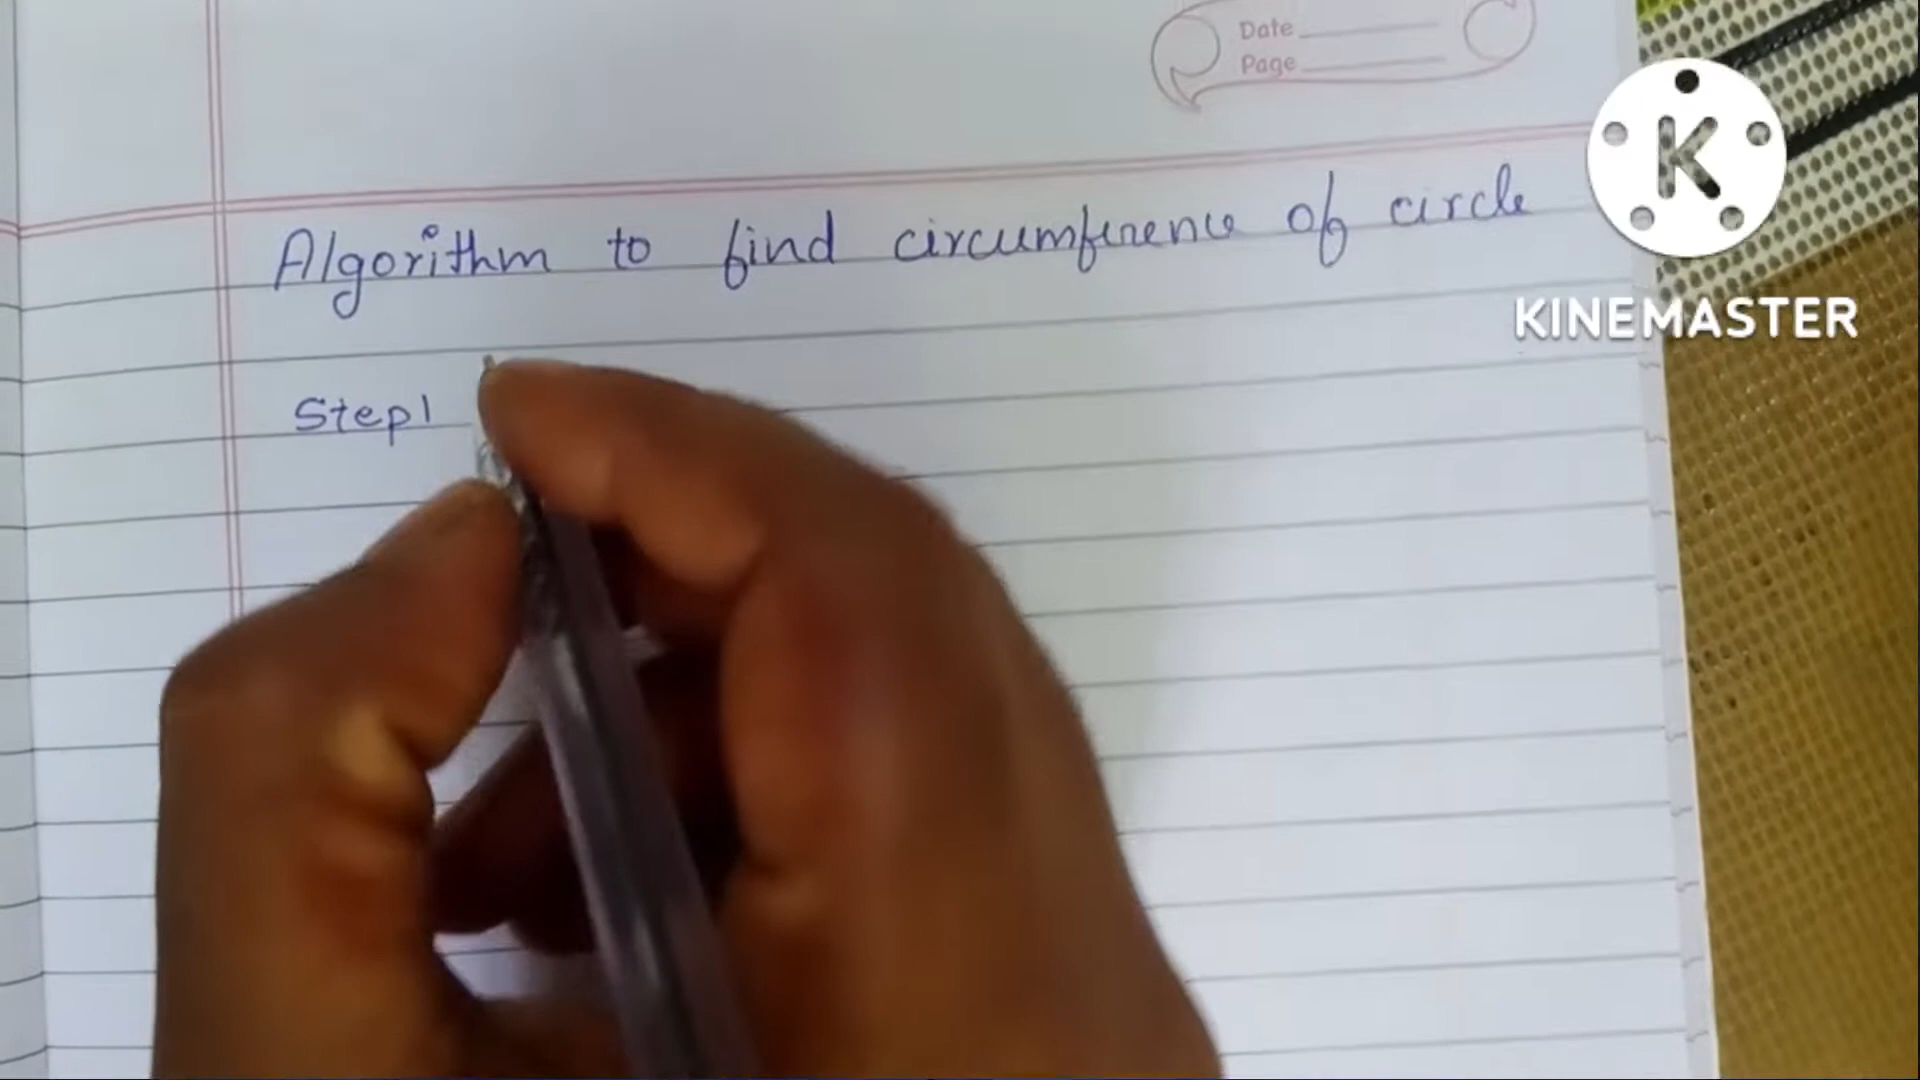 Date
Page
K
KINEMASTER
Algorithm to find circumference of circle
Step1